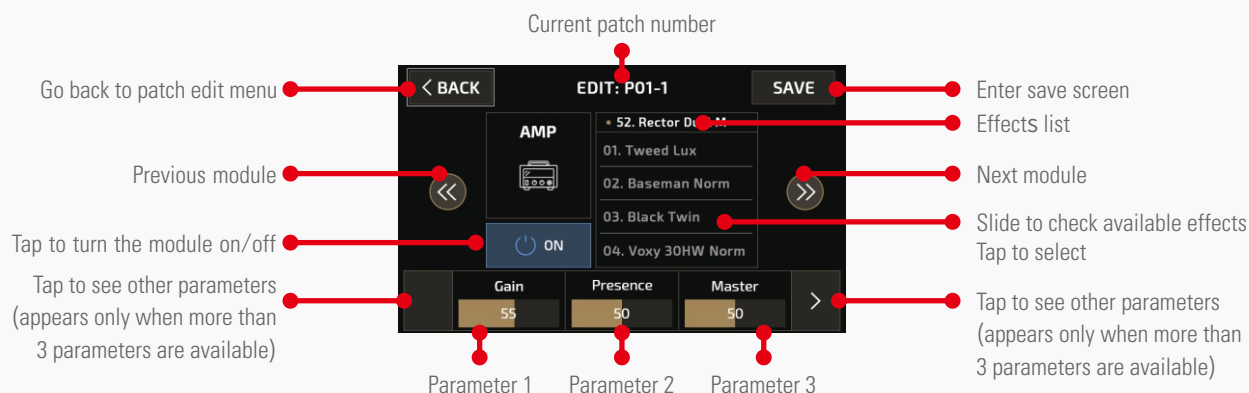 Current patch number
Go back to patch edit menu
< BACK
EDIT: P01-1
SAVE
Enter save screen
AMP
52. Rector M
Effects list
01. Tweed Lux
Previous module
02. Baseman Norm
Next module
03. Black Twin
Slide to check available effects
Tap to select
Tap to turn the module on/off
ON
04. Voxy 30HW Norm
Tap to see other parameters
(appears only when more than
3 parameters are available)
Gain
Presence
Master
55
50
50
>
Tap to see other parameters
(appears only when more than
3 parameters are available)
Parameter 1
Parameter 2
Parameter 3